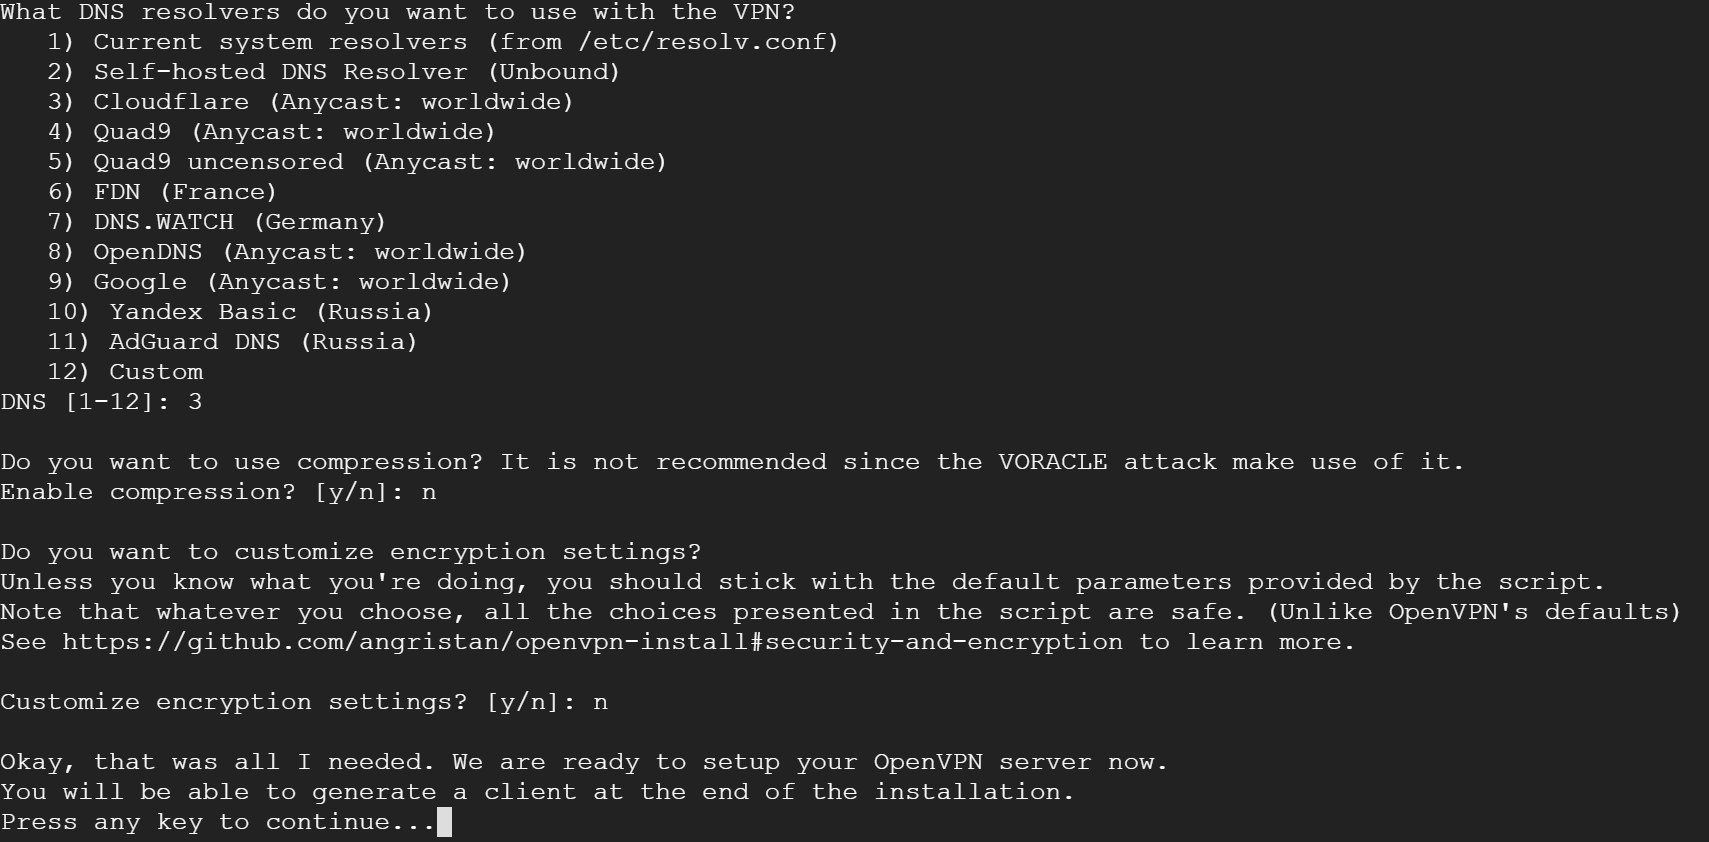 What DNS resolvers do you want to use with the VPN?
   1) Current system resolvers (from /etc/resolv.conf)
   2) Self-hosted DNS Resolver (Unbound)
   3) Cloudflare (Anycast: worldwide)
   4) Quad9 (Anycast: worldwide)
   5) Quad9 uncensored (Anycast: worldwide)
   6) FDN (France)
   7) DNS.WATCH (Germany)
   8) OpenDNS (Anycast: worldwide)
   9) Google (Anycast: worldwide)
   10) Yandex Basic (Russia)
   11) AdGuard DNS (Russia)
   12) Custom
DNS [1-12]: 3

Do you want to use compression? It is not recommended since the VORACLE attack make use of it.
Enable compression? [y/n]: n

Do you want to customize encryption settings?
Unless you know what you're doing, you should stick with the default parameters provided by the script.
Note that whatever you choose, all the choices presented in the script are safe. (Unlike OpenVPN's defaults)
See https://github.com/angristan/openvpn-install#security-and-encryption to learn more.

Customize encryption settings? [y/n]: n

Okay, that was all I needed. We are ready to setup your OpenVPN server now.
You will be able to generate a client at the end of the installation.
Press any key to continue...